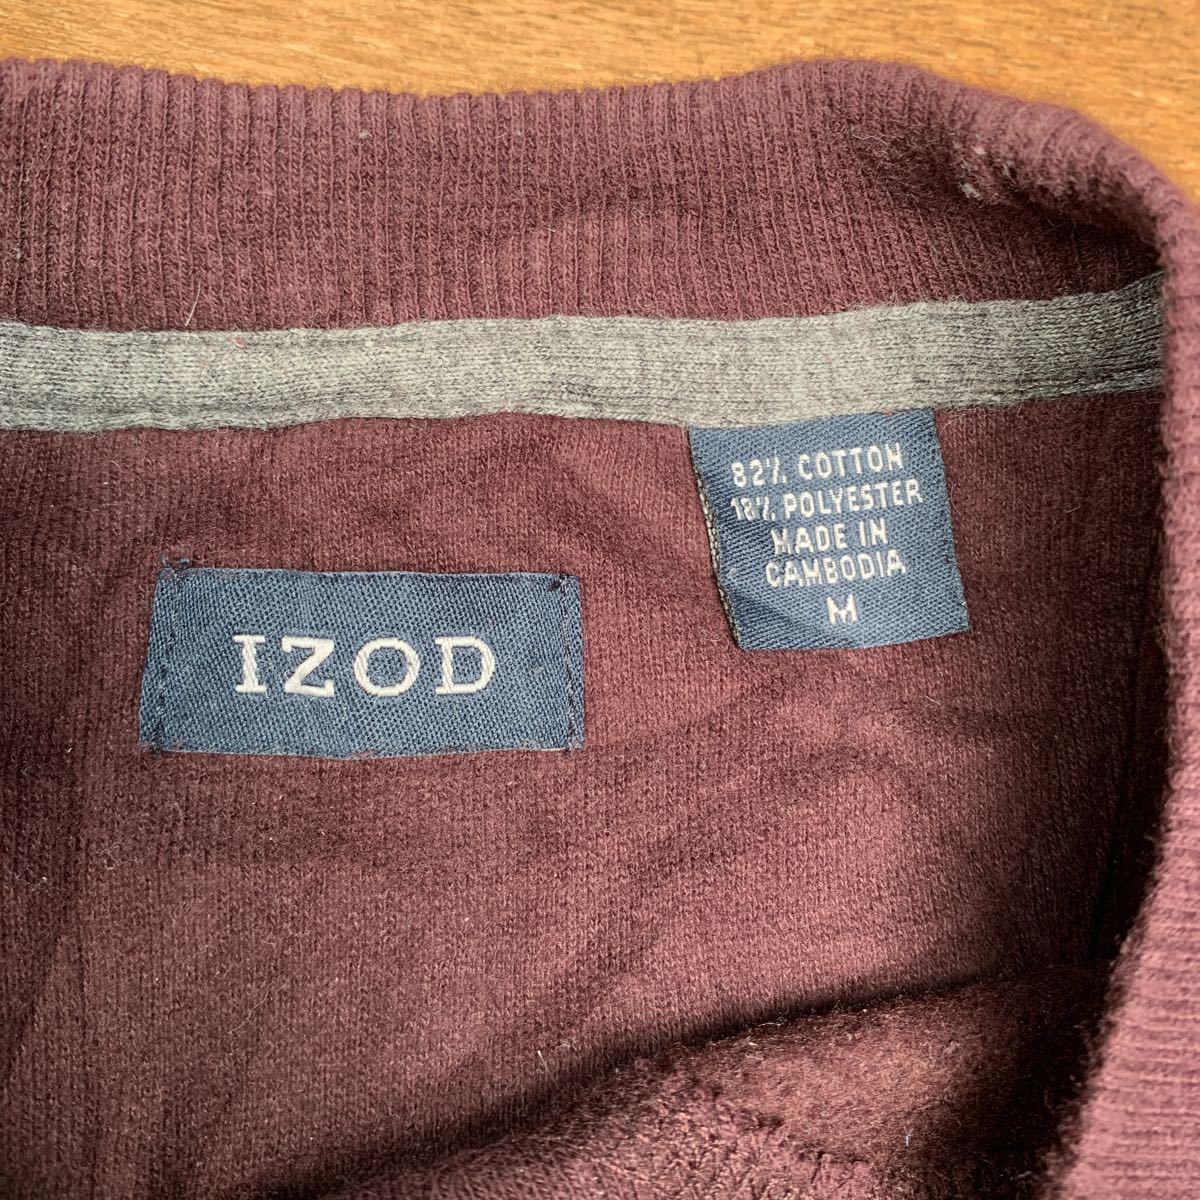 IZOD
82% COTTON
18% POLYESTER
MADE IN
CAMBODIA
M